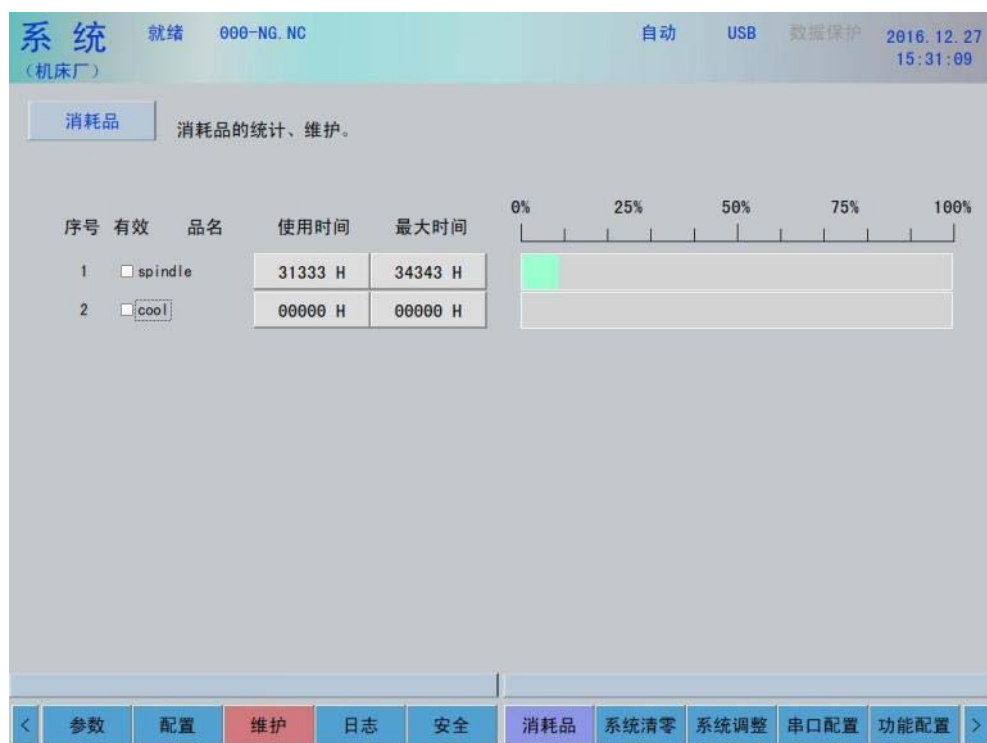 系 统 就绪 000-NG.NC 自动 USB 数据保护 2016.12.27
(机床厂) 15:31:09
消耗品 消耗品的统计、维护。
0% 25% 50% 75% 100%
序号 有效 品名 使用时间 最大时间
1 spindle 31333 H 34343 H
2 cool 00000 H 00000 H
< 参数 配置 维护 日志 安全 消耗品 系统清零 系统调整 串口配置 功能配置 >